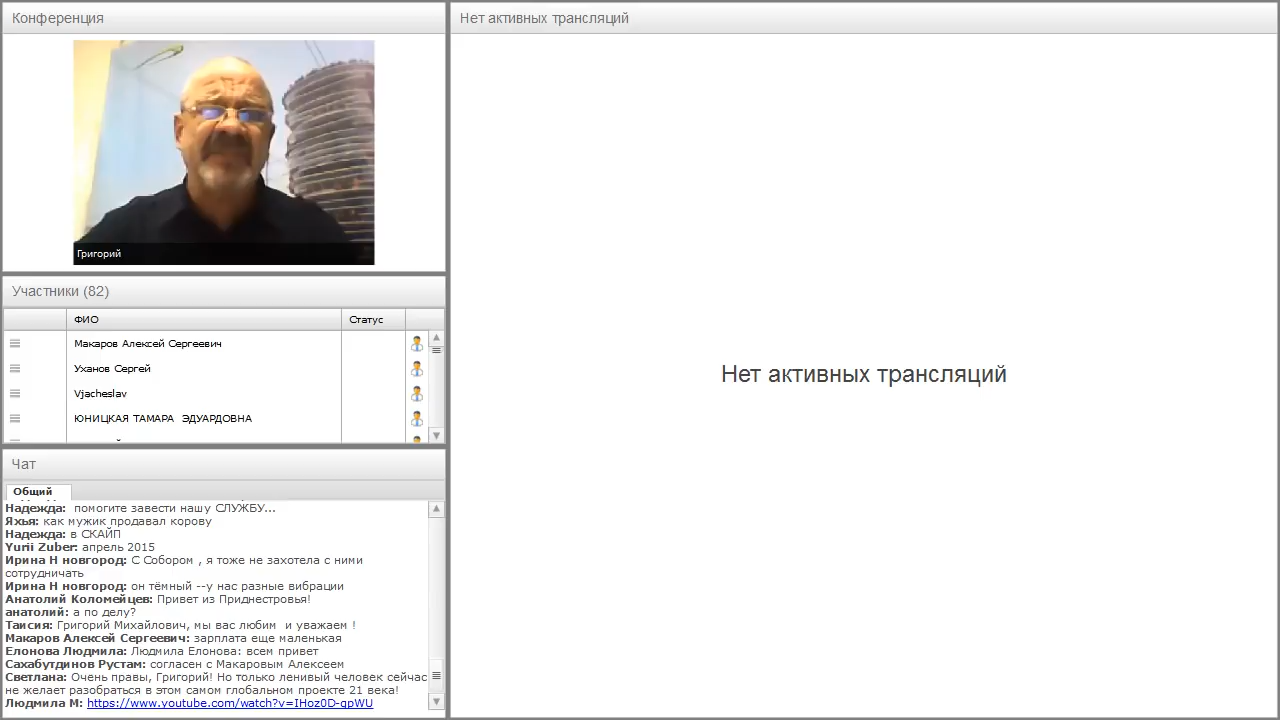 Конференция
Григорий
Участники (82)
ФИО Статус
Макаров Алексей Сергеевич
Уханов Сергей
Vjacheslav
ЮНИЦКАЯ ТАМАРА ЭДУАРДОВНА
Чат
Общий
Надежда: помогите завести нашу СЛУЖБУ...
Яхья: как мужик продавал корову
Надежда: в СКАЙП
Yurii Zuber: апрель 2015
Ирина Н новгород: С Собором , я тоже не захотела с ними
сотрудничать
Ирина Н новгород: он тёмный --у нас разные вибрации
Анатолий Коломейцев: Привет из Приднестровья!
анатолий: а по делу?
Таисия: Григорий Михайлович, мы вас любим и уважаем !
Макаров Алексей Сергеевич: зарплата еще маленькая
Елонова Людмила: Людмила Елонова: всем привет
Сахабутдинов Рустам: согласен с Макаровым Алексеем
Светлана: Очень правы, Григорий! Но только ленивый человек сейчас
не желает разобраться в этом самом глобальном проекте 21 века!
Людмила М: https://www.youtube.com/watch?v=IHoz0D-qpWU
Нет активных трансляций
Нет активных трансляций